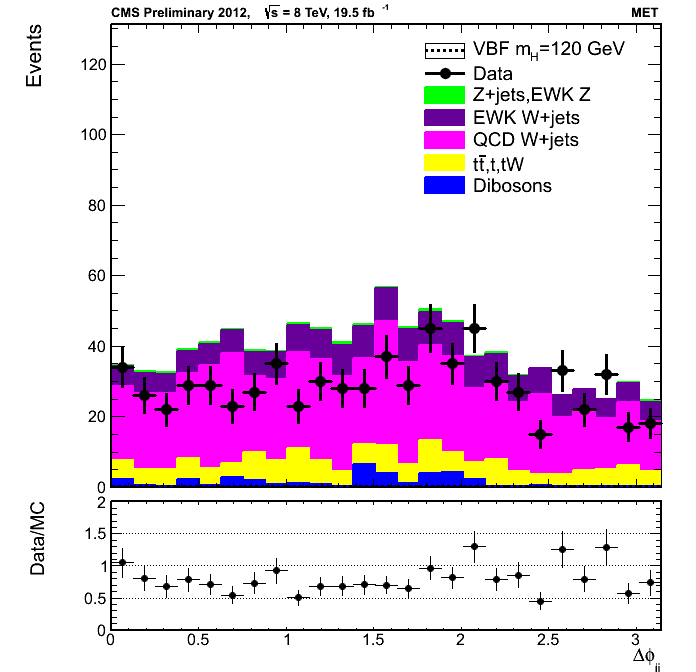 CMS Preliminary 2012, √s = 8 TeV, 19.5 fb⁻¹ MET
Events
120
100
80
60
40
20
0
VBF m_H=120 GeV
Data
Z+jets,EWK Z
EWK W+jets
QCD W+jets
tt̄,t,tW
Dibosons
Data/MC
2
1.5
1
0.5
0
0 0.5 1 1.5 2 2.5 3
Δϕ_jj